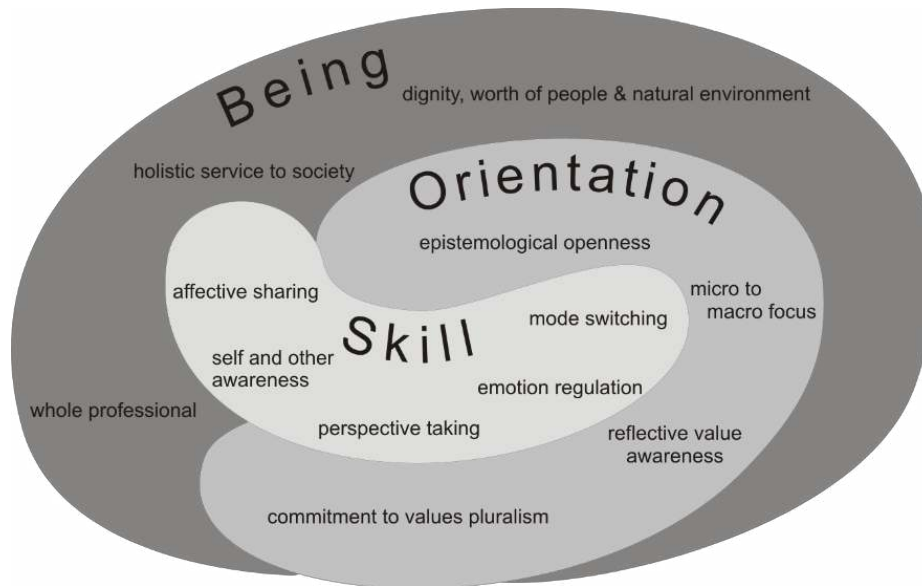 Being
dignity, worth of people & natural environment
holistic service to society
Orientation
epistemological openness
affective sharing
micro to
macro focus
mode switching
Skill
self and other
awareness
emotion regulation
whole professional
perspective taking
reflective value
awareness
commitment to values pluralism